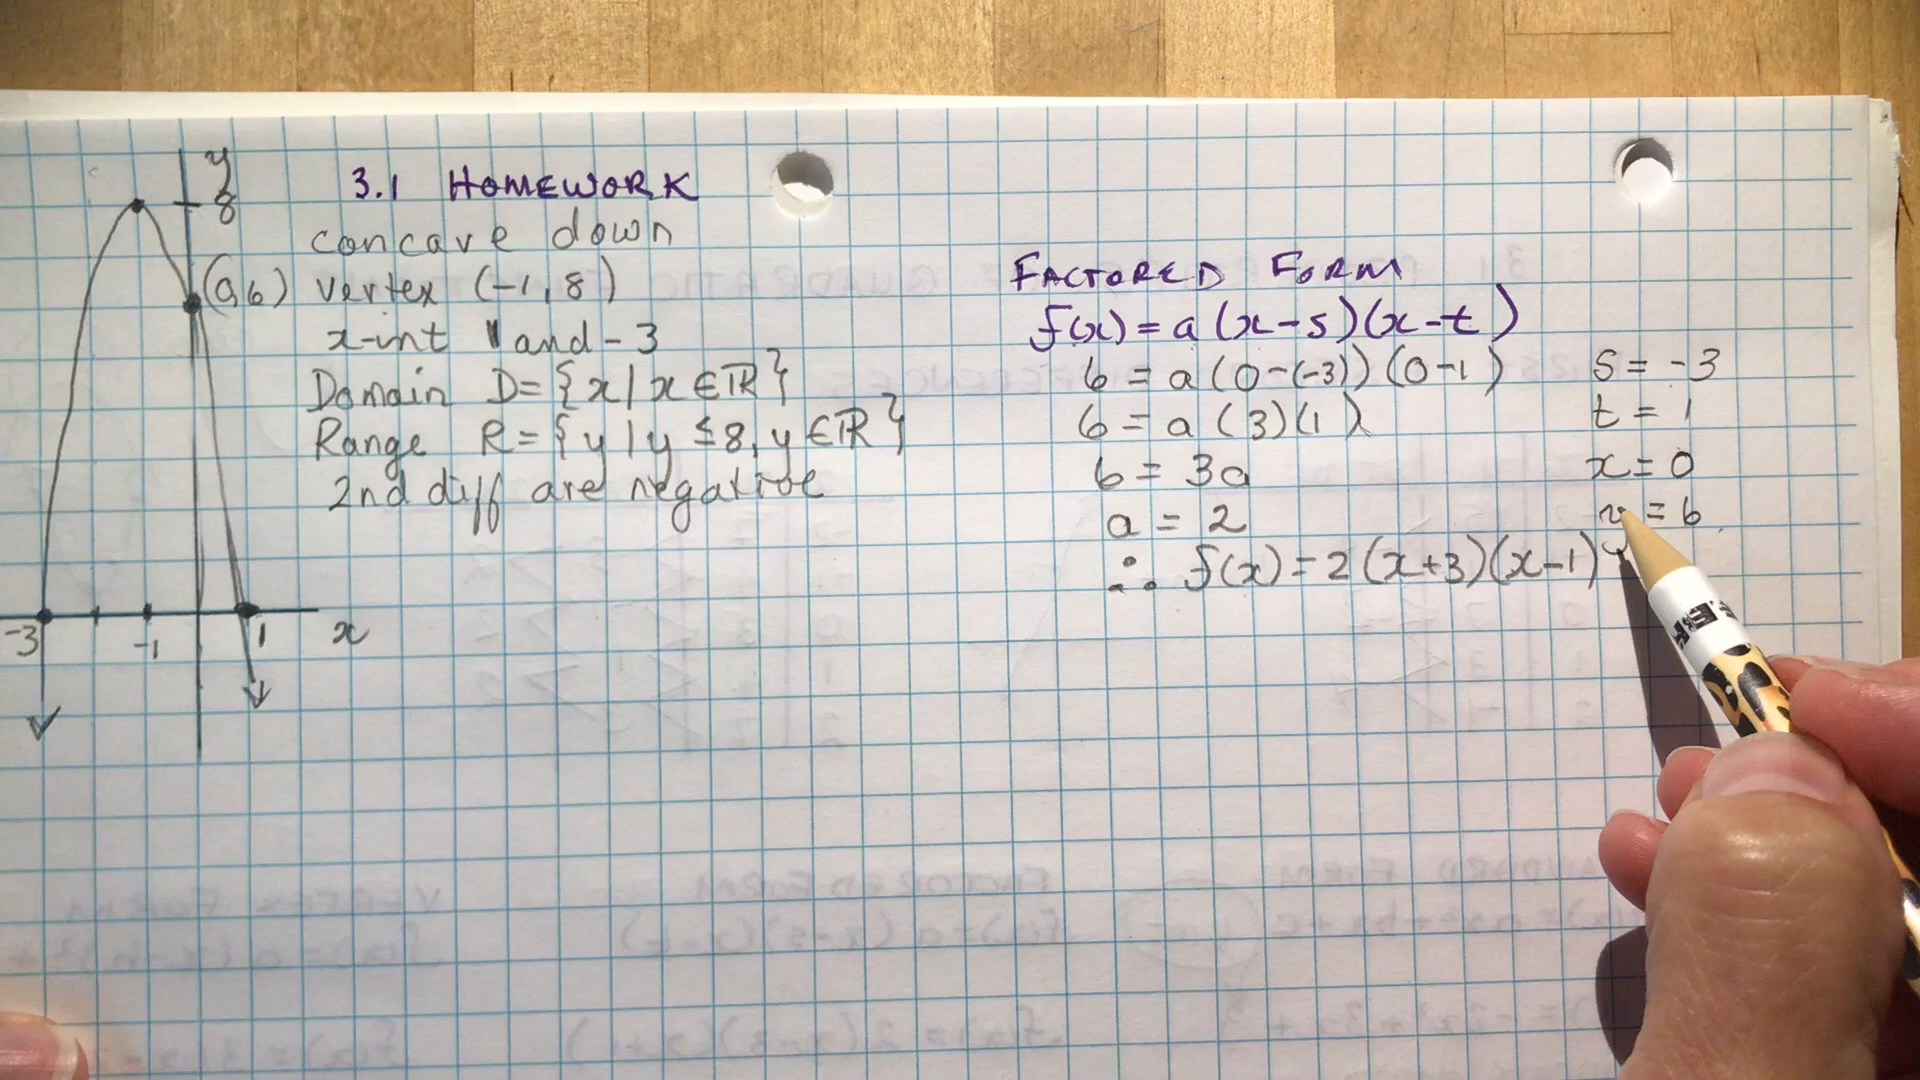 y
8
(0,6)
-3
-1
1
x
3.1 HOMEWORK
concave down
vertex (-1,8)
x-int 1 and -3
Domain D={x|x∈ℝ}
Range R={y|y≤8, y∈ℝ}
2nd diff are negative
FACTORED FORM
f(x)=a(x-s)(x-t)
6=a(0-(-3))(0-1)
6=a(3)(1)
6=3a
a=2
∴ f(x)=2(x+3)(x-1)
s=-3
t=1
x=0
y=6